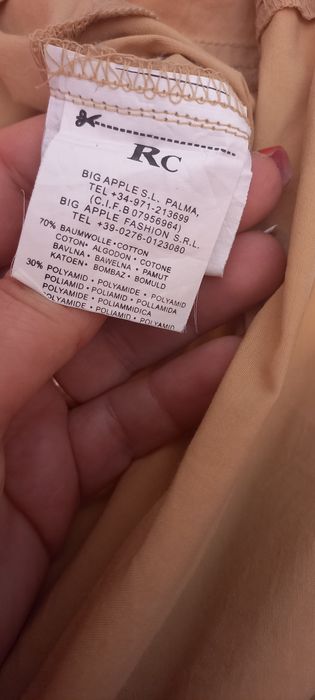 RC
BIG APPLE S.L. PALMA,
TEL +34-971-213699
(C.I.F-B 07956964)
BIG APPLE FASHION S.R.L.
TEL +39-0276-0123080
70% BAUMWOLLE • COTTON
COTON • ALGODON • COTONE
BAVLNA • BAWELNA • PAMUT
KATOEN • BOMBAZ • BOMULD
30% POLYAMID • POLYAMIDE • POLYAMID
POLIAMID • POLIAMID • POLLAMIDA
POLYAMIDE • POLIAMMIDICA
POLYAMIDE • POLIAMID • POLYAMID